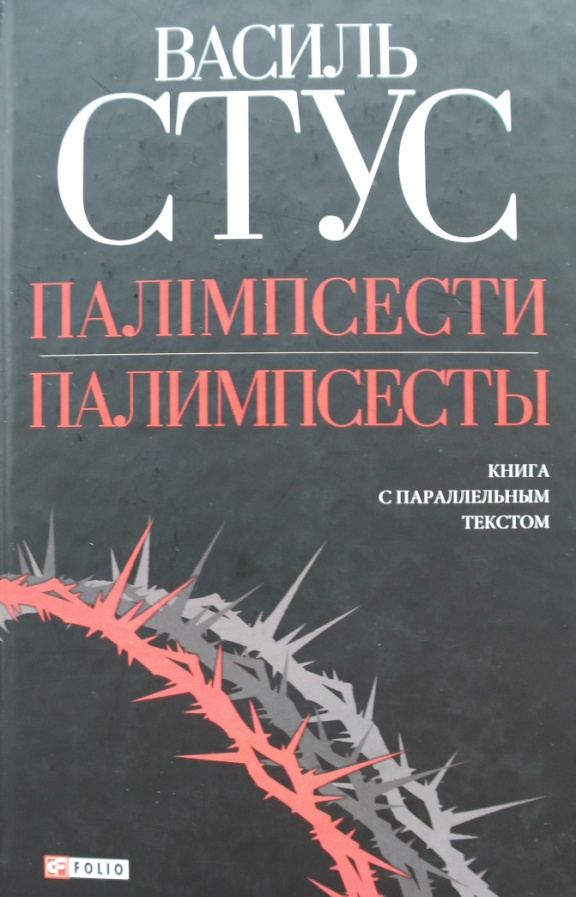 ВАСИЛЬ
СТУС
ПАЛІМПСЕСТИ
ПАЛИМПСЕСТЫ
КНИГА
С ПАРАЛЛЕЛЬНЫМ
ТЕКСТОМ
FOLIO